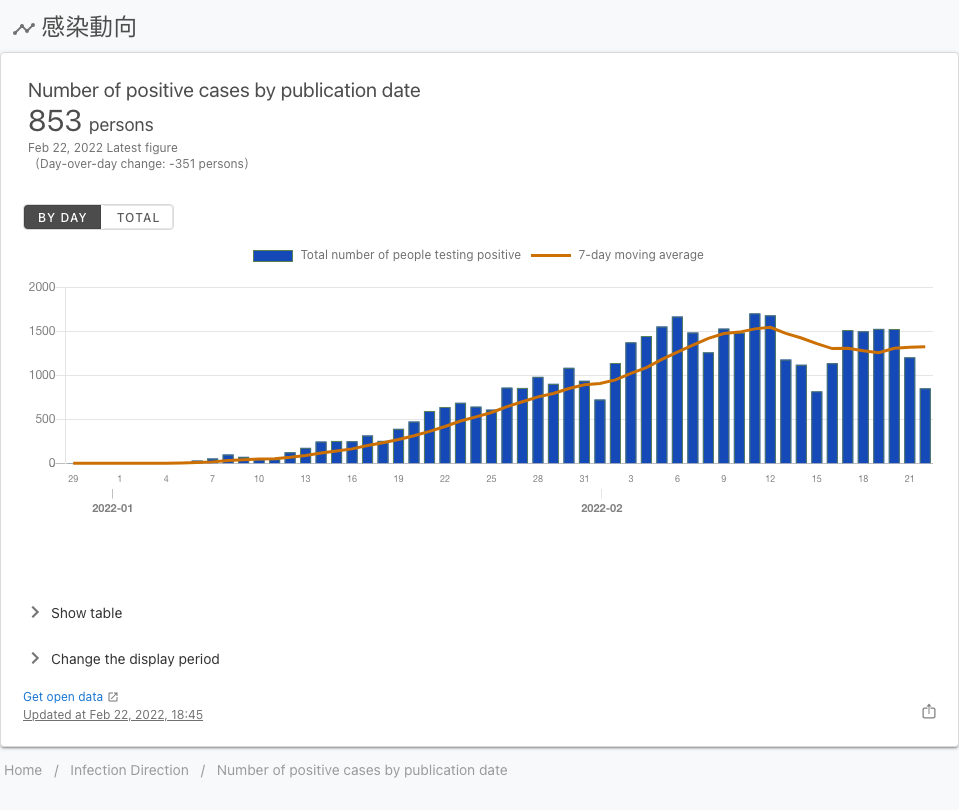 感染動向
Number of positive cases by publication date
853 persons
Feb 22, 2022 Latest figure
(Day-over-day change: -351 persons)
BY DAY TOTAL
Total number of people testing positive 7-day moving average
2000
1500
1000
500
0
29 1 4 7 10 13 16 19 22 25 28 31 3 6 9 12 15 18 21
2022-01 2022-02
Show table
Change the display period
Get open data
Updated at Feb 22, 2022, 18:45
Home / Infection Direction / Number of positive cases by publication date